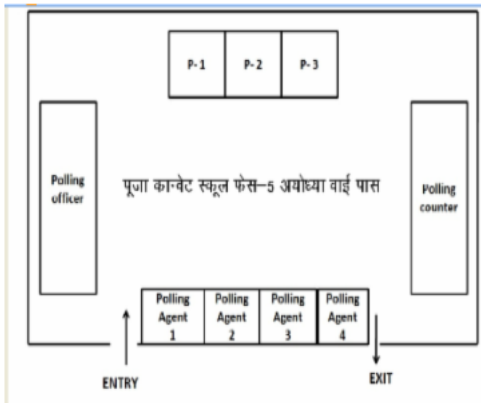 P-1 P-2 P-3
Polling
officer
पूजा कान्वेट स्कूल फेस-5 अयोध्या वाई पास
Polling
counter
Polling
Agent
1
Polling
Agent
2
Polling
Agent
3
Polling
Agent
4
ENTRY
EXIT